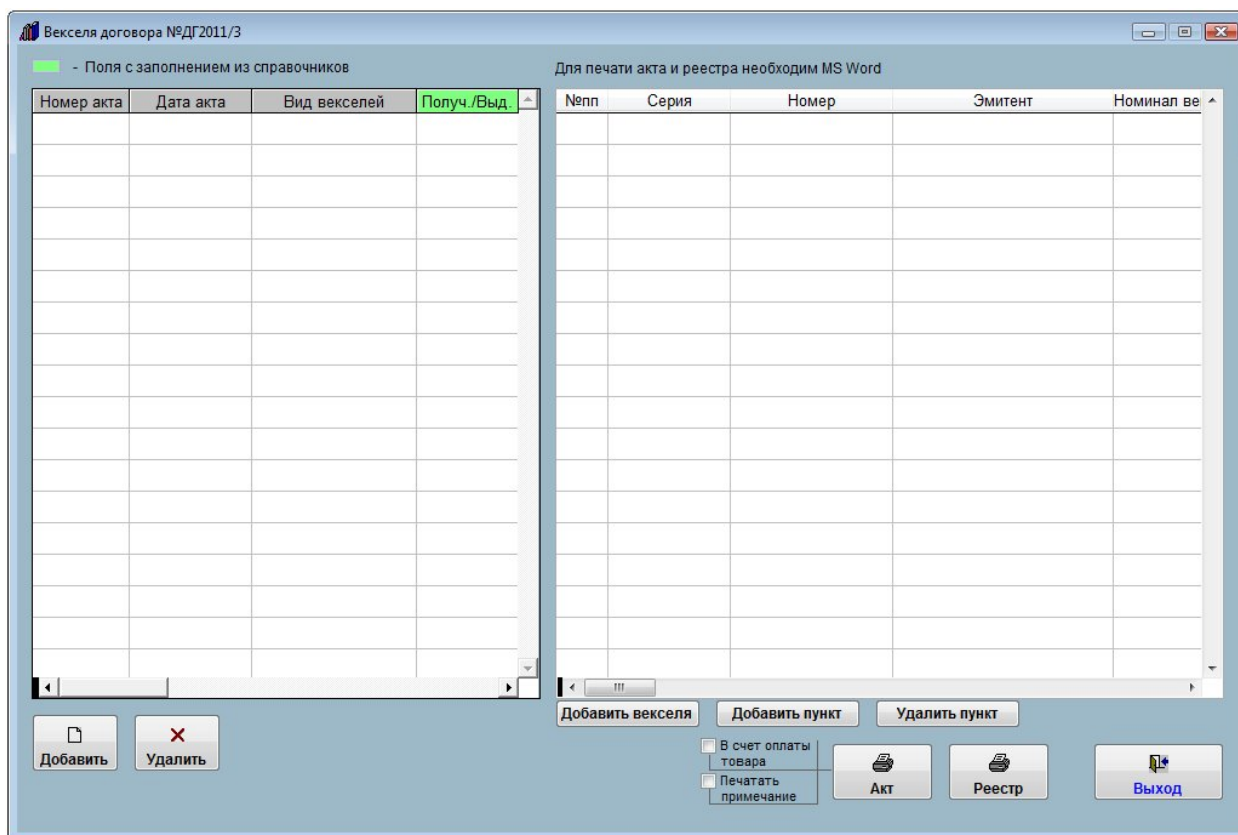 Векселя договора №ДГ2011/3
- Поля с заполнением из справочников
Для печати акта и реестра необходим MS Word
Номер акта Дата акта Вид векселей Получ./Выд.
№пп Серия Номер Эмитент Номинал ве
Добавить векселя Добавить пункт Удалить пункт
Добавить Удалить
В счет оплаты
товара
Печатать
примечание
Акт Реестр Выход